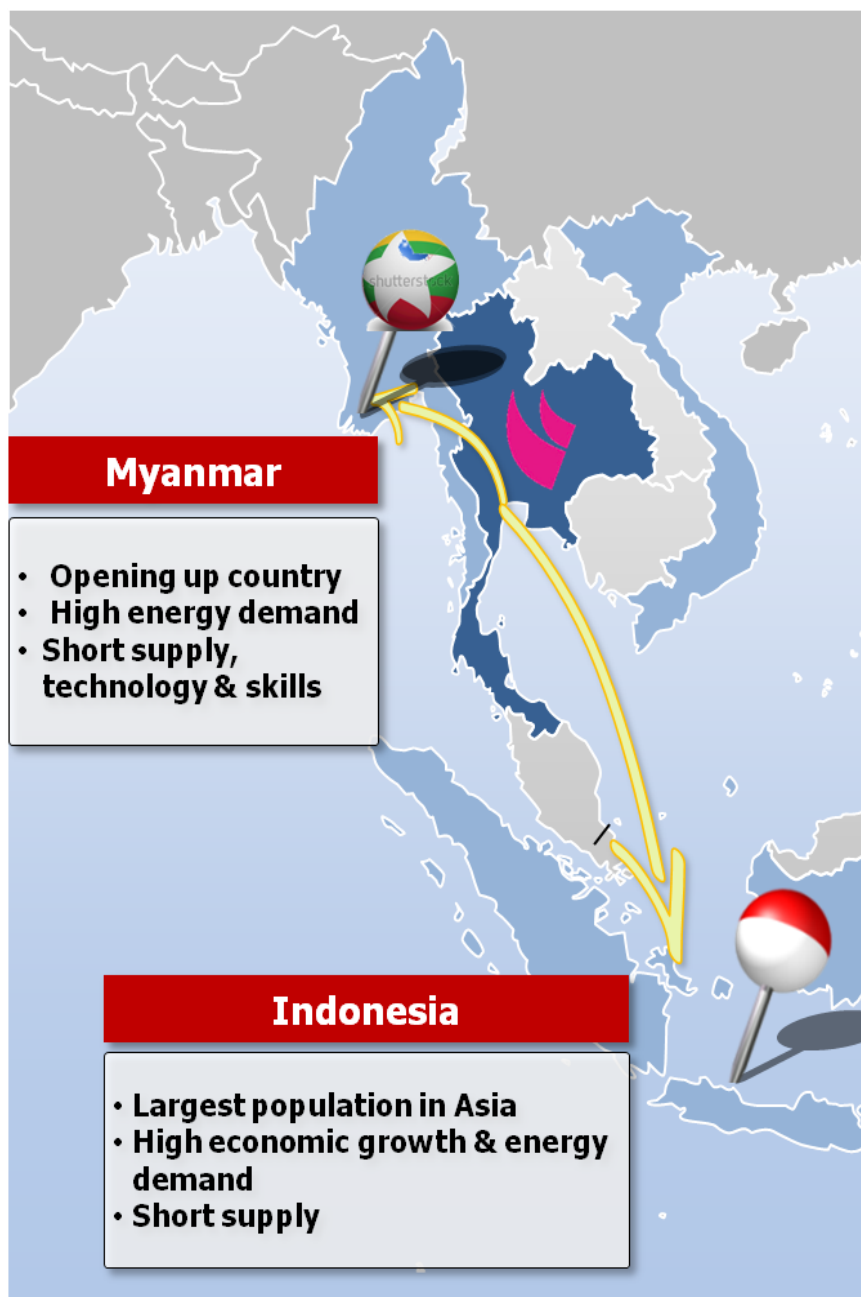 shutterstock
Myanmar
• Opening up country
• High energy demand
• Short supply,
technology & skills
Indonesia
• Largest population in Asia
• High economic growth & energy
demand
• Short supply